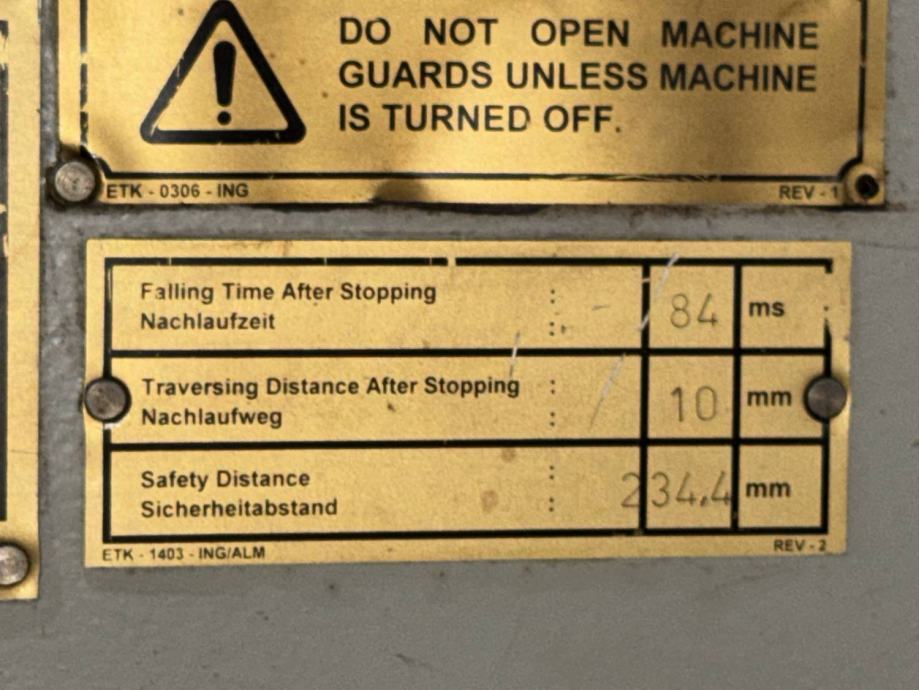 DO NOT OPEN MACHINE
GUARDS UNLESS MACHINE
IS TURNED OFF.
ETK - 0306 - ING REV - 1
Falling Time After Stopping : 84 ms
Nachlaufzeit :
Traversing Distance After Stopping : 10 mm
Nachlaufweg :
Safety Distance : 234.4 mm
Sicherheitabstand :
ETK - 1403 - ING/ALM REV - 2